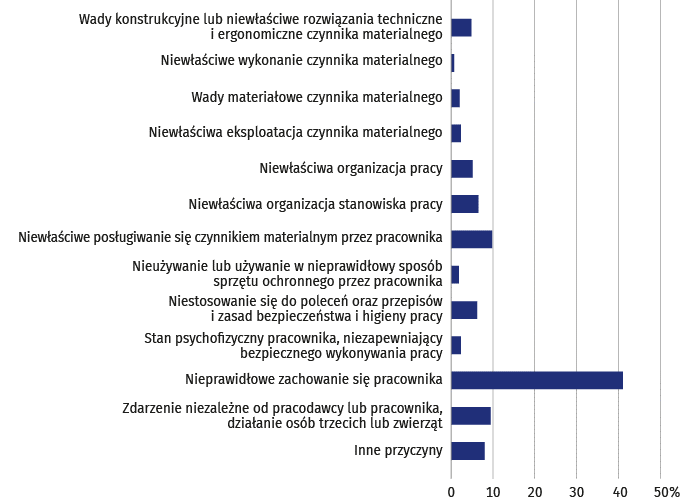 Wady konstrukcyjne lub niewłaściwe rozwiązania techniczne
i ergonomiczne czynnika materialnego
Niewłaściwe wykonanie czynnika materialnego
Wady materiałowe czynnika materialnego
Niewłaściwa eksploatacja czynnika materialnego
Niewłaściwa organizacja pracy
Niewłaściwa organizacja stanowiska pracy
Niewłaściwe posługiwanie się czynnikiem materialnym przez pracownika
Nieużywanie lub używanie w nieprawidłowy sposób
sprzętu ochronnego przez pracownika
Niestosowanie się do poleceń oraz przepisów
i zasad bezpieczeństwa i higieny pracy
Stan psychofizyczny pracownika, niezapewniający
bezpiecznego wykonywania pracy
Nieprawidłowe zachowanie się pracownika
Zdarzenie niezależne od pracodawcy lub pracownika,
działanie osób trzecich lub zwierząt
Inne przyczyny
0 10 20 30 40 50%